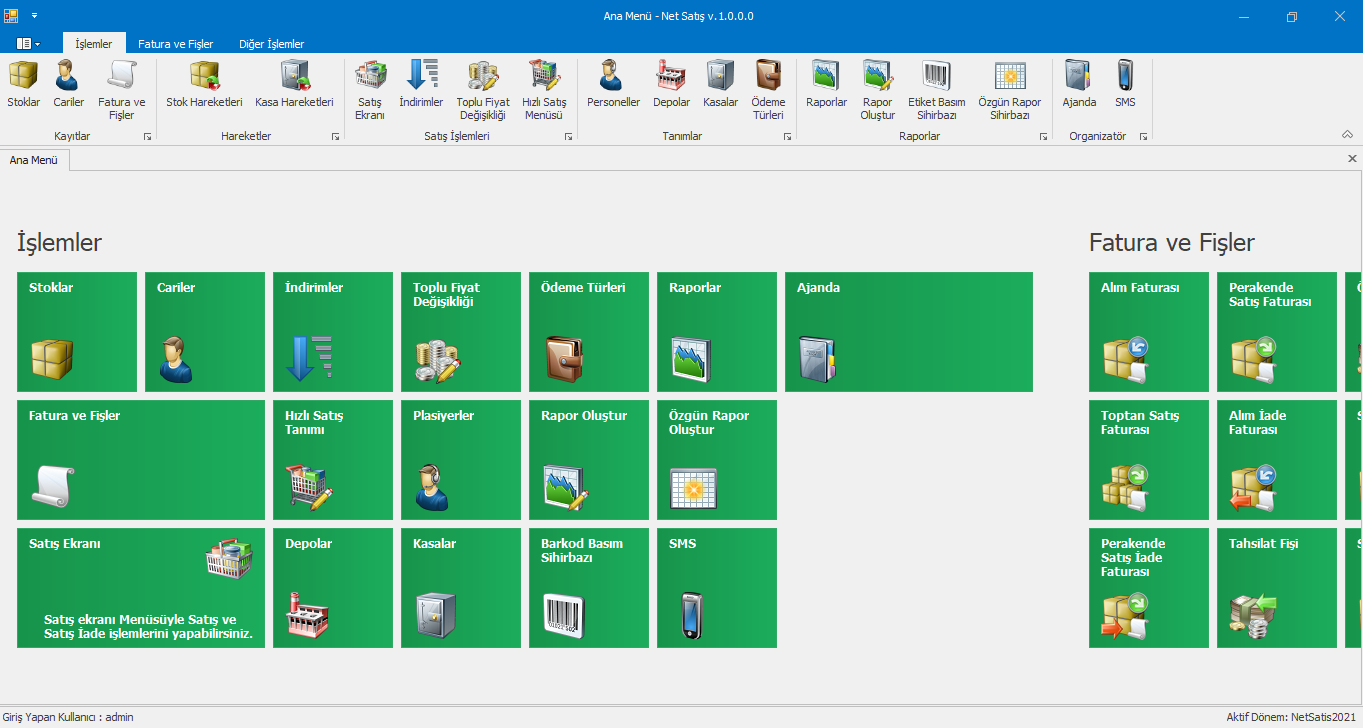 Ana Menü - Net Satış v.1.0.0.0
İşlemler
Fatura ve Fişler
Diğer İşlemler
Stoklar
Cariler
Fatura ve
Fişler
Stok Hareketleri
Kasa Hareketleri
Satış
Ekranı
İndirimler
Toplu Fiyat
Değişikliği
Hızlı Satış
Menüsü
Personeller
Depolar
Kasalar
Ödeme
Türleri
Raporlar
Rapor
Oluştur
Etiket Basım
Sihirbazı
Özgün Rapor
Sihirbazı
Ajanda
SMS
Kayıtlar
Hareketler
Satış İşlemleri
Tanımlar
Raporlar
Organizatör
Ana Menü
İşlemler
Fatura ve Fişler
Stoklar
Cariler
İndirimler
Toplu Fiyat
Değişikliği
Ödeme Türleri
Raporlar
Ajanda
Alım Faturası
Perakende
Satış Faturası
Fatura ve Fişler
Hızlı Satış
Tanımı
Plasiyerler
Rapor Oluştur
Özgün Rapor
Oluştur
Toptan Satış
Faturası
Alım İade
Faturası
Satış Ekranı
Satış ekranı Menüsüyle Satış ve
Satış İade işlemlerini yapabilirsiniz.
Depolar
Kasalar
Barkod Basım
Sihirbazı
SMS
Perakende
Satış İade
Faturası
Tahsilat Fişi
Giriş Yapan Kullanıcı : admin
Aktif Dönem: NetSatis2021